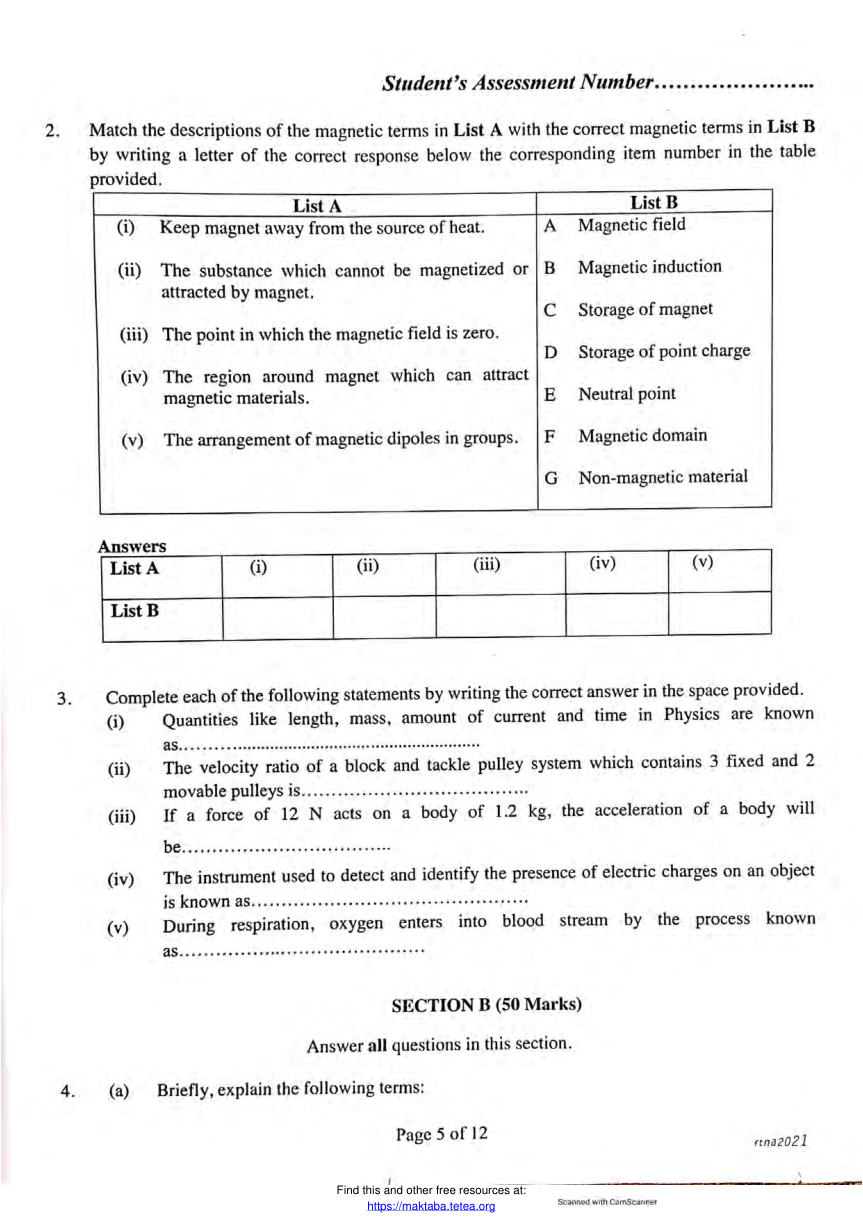 Student's Assessment Number........................
2. Match the descriptions of the magnetic terms in List A with the correct magnetic terms in List B
by writing a letter of the correct response below the corresponding item number in the table
provided.
List A
List B
(i) Keep magnet away from the source of heat.
A Magnetic field
(ii) The substance which cannot be magnetized or
attracted by magnet.
B Magnetic induction
C Storage of magnet
(iii) The point in which the magnetic field is zero.
D Storage of point charge
(iv) The region around magnet which can attract
magnetic materials.
E Neutral point
(v) The arrangement of magnetic dipoles in groups.
F Magnetic domain
G Non-magnetic material
Answers
List A (i) (ii) (iii) (iv) (v)
List B
3. Complete each of the following statements by writing the correct answer in the space provided.
(i) Quantities like length, mass, amount of current and time in Physics are known
as............................................................
(ii) The velocity ratio of a block and tackle pulley system which contains 3 fixed and 2
movable pulleys is......................................
(iii) If a force of 12 N acts on a body of 1.2 kg, the acceleration of a body will
be...................................
(iv) The instrument used to detect and identify the presence of electric charges on an object
is known as..............................................
(v) During respiration, oxygen enters into blood stream by the process known
as.........................................
SECTION B (50 Marks)
Answer all questions in this section.
4. (a) Briefly, explain the following terms:
Page 5 of 12
rtna2021
Find this and other free resources at:
https://maktaba.tetea.org
Scanned with CamScanner